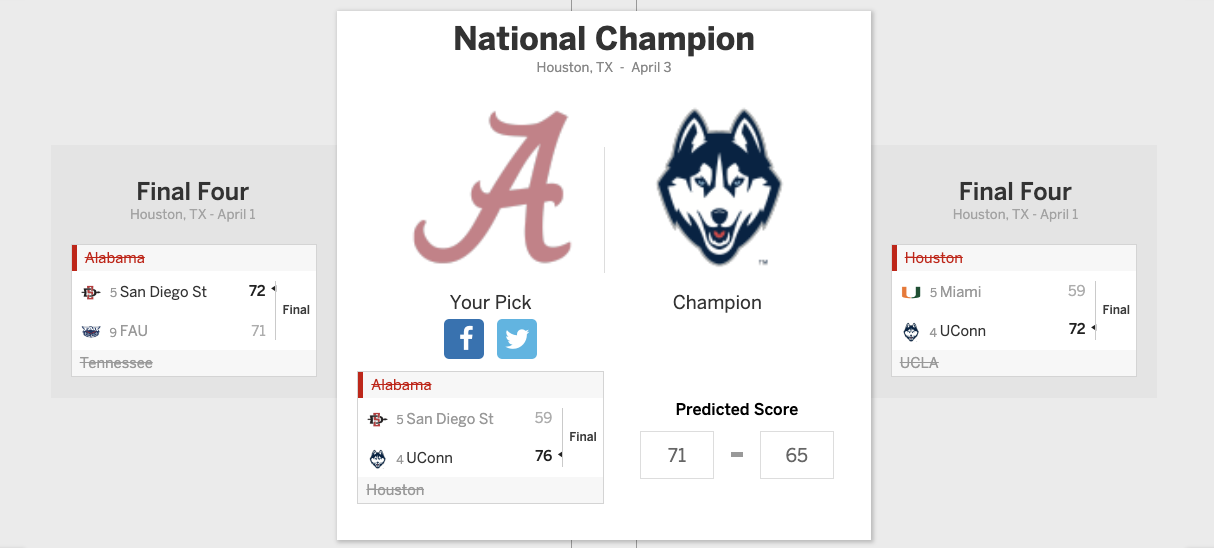 National Champion
Houston, TX - April 3
A
TM
Your Pick
Champion
f
Alabama
5 San Diego St 59
4 UConn 76
Final
Houston
Predicted Score
71 - 65
Final Four
Houston, TX - April 1
Alabama
5 San Diego St 72
9 FAU 71
Final
Tennessee
Final Four
Houston, TX - April 1
Houston
5 Miami 59
4 UConn 72
Final
UCLA